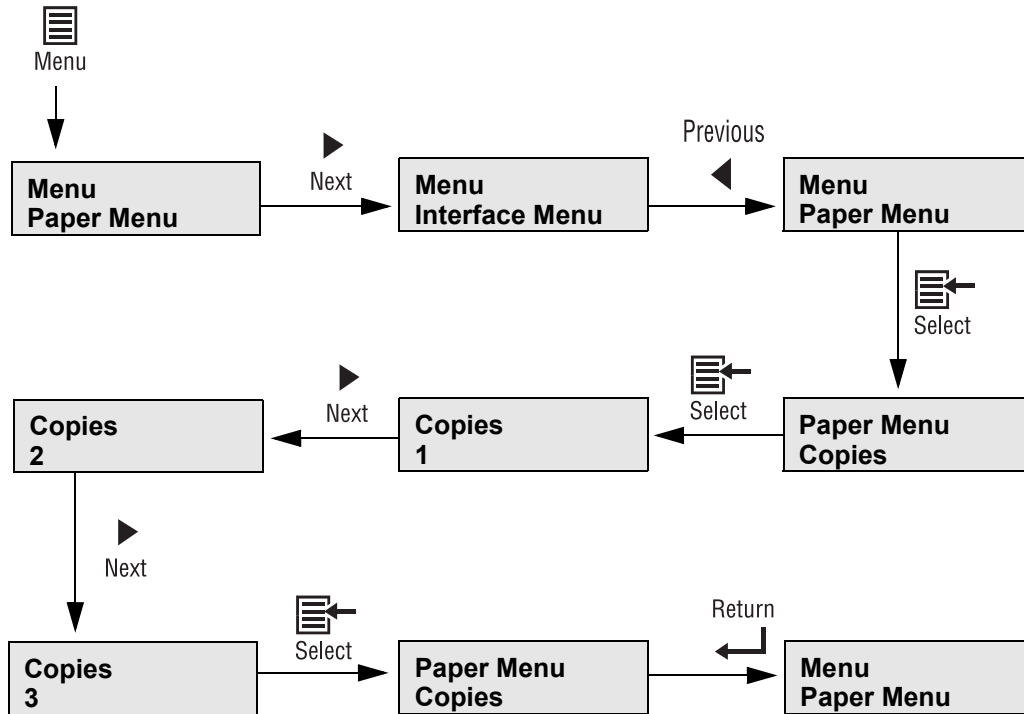 Menu
Menu
Paper Menu
Next
Menu
Interface Menu
Previous
Menu
Paper Menu
Select
Paper Menu
Copies
Select
Copies
1
Next
Copies
2
Next
Copies
3
Select
Paper Menu
Copies
Return
Menu
Paper Menu